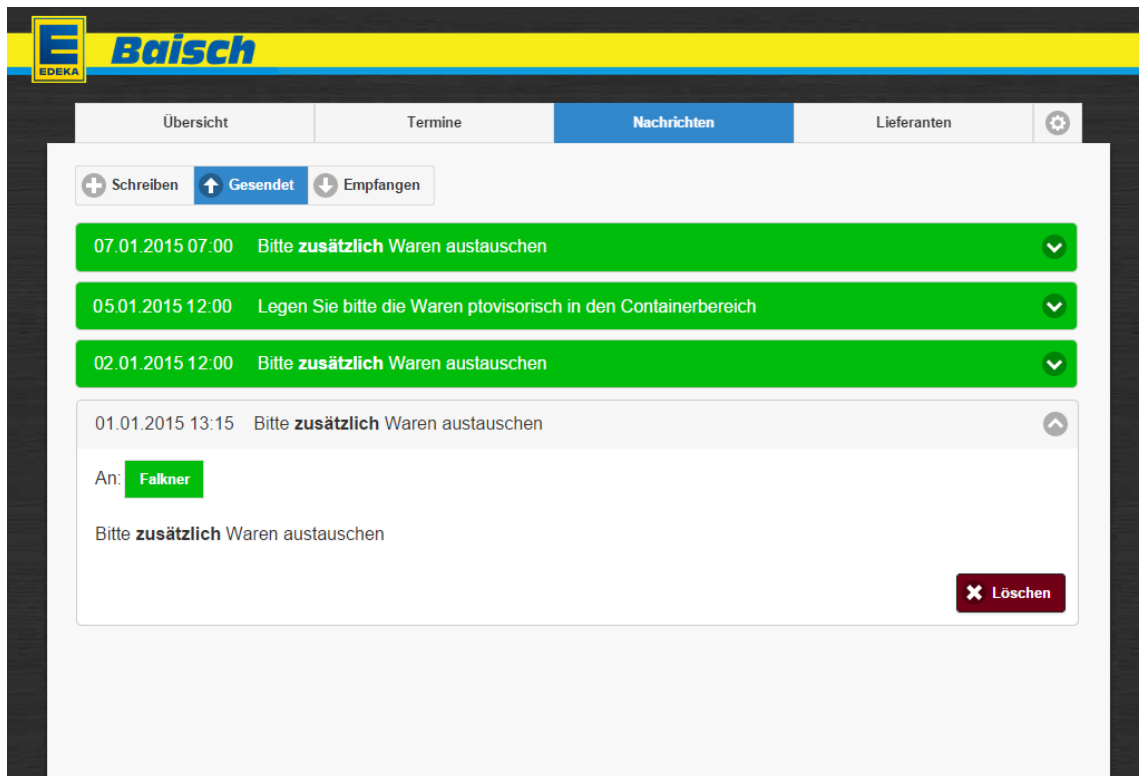 EDEKA
Baisch
Übersicht Termine Nachrichten Lieferanten
Schreiben Gesendet Empfangen
07.01.2015 07:00 Bitte zusätzlich Waren austauschen
05.01.2015 12:00 Legen Sie bitte die Waren ptovisorisch in den Containerbereich
02.01.2015 12:00 Bitte zusätzlich Waren austauschen
01.01.2015 13:15 Bitte zusätzlich Waren austauschen
An: Falkner
Bitte zusätzlich Waren austauschen
Löschen